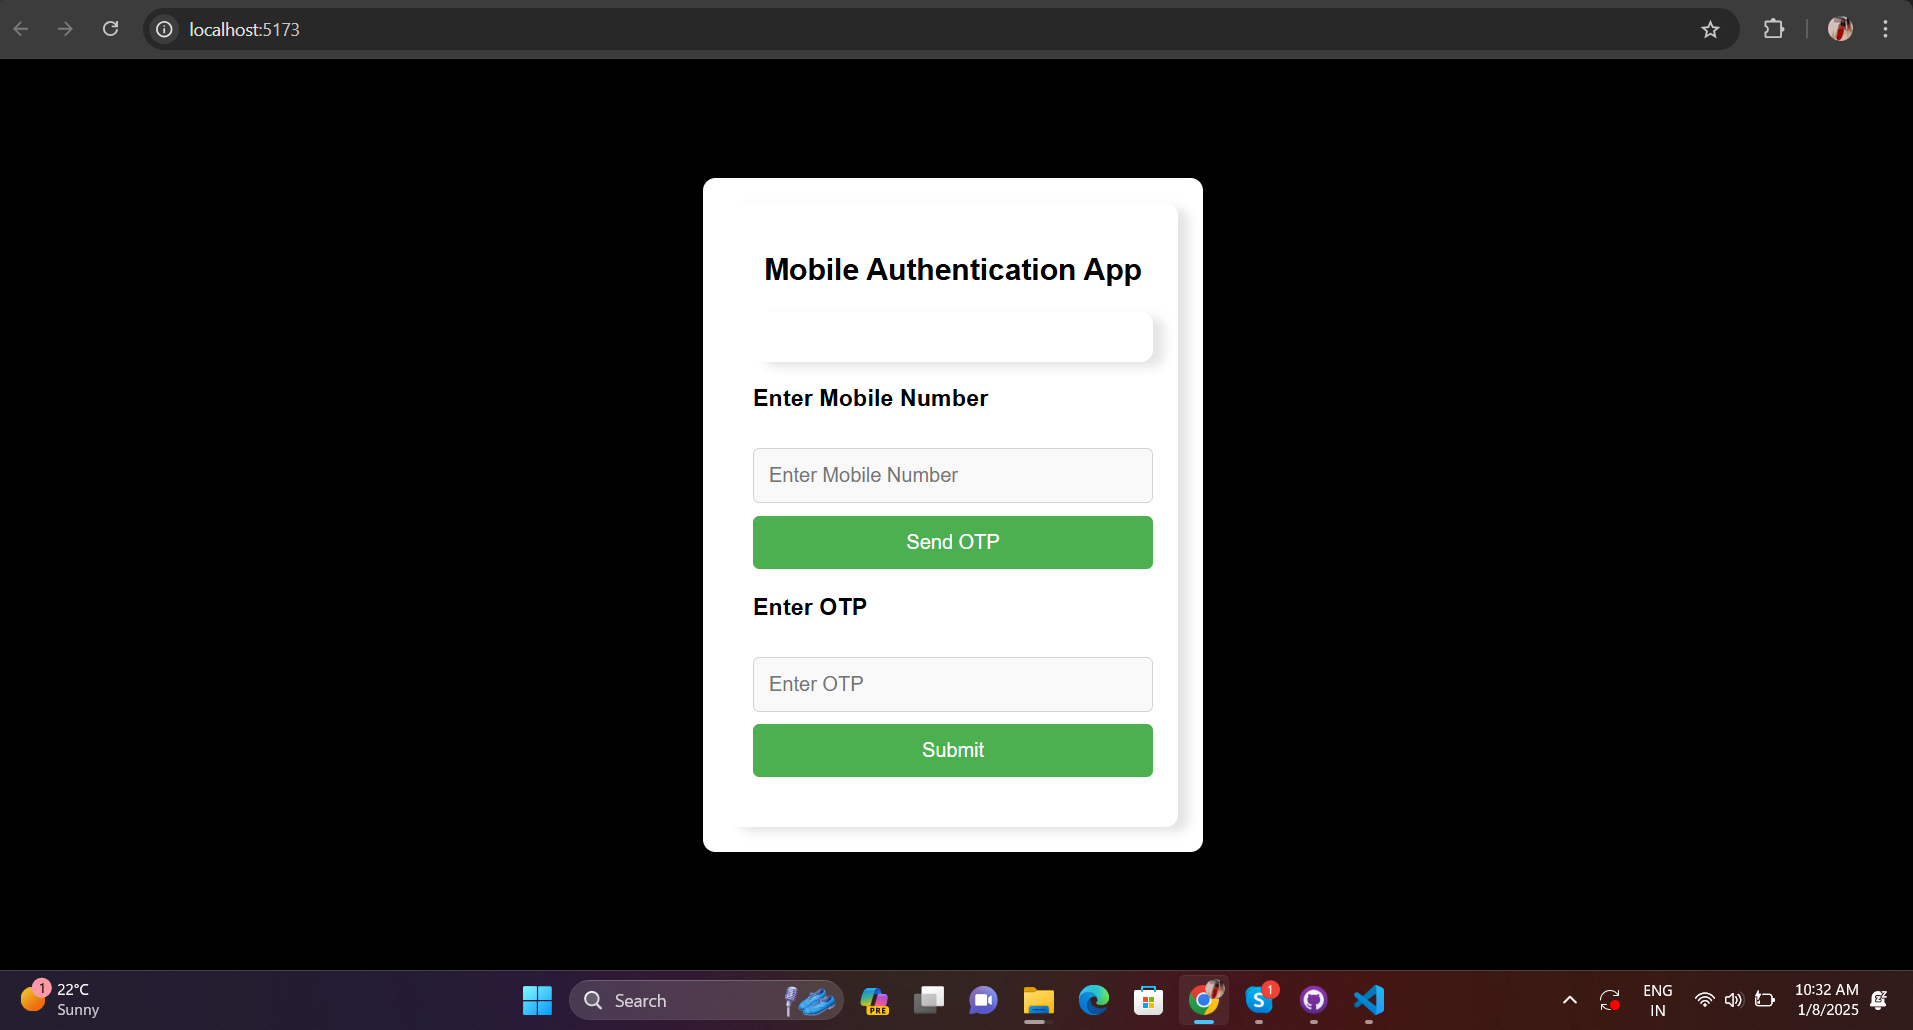 localhost:5173
Mobile Authentication App
Enter Mobile Number
Enter Mobile Number
Send OTP
Enter OTP
Enter OTP
Submit
1
22°C
Sunny
Search
PRE
S 1
ENG
IN
10:32 AM
1/8/2025